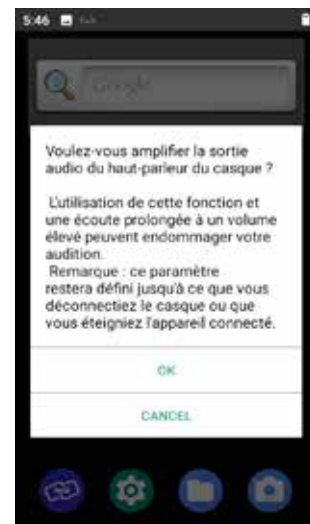 5:46
Google
Voulez-vous amplifier la sortie
audio du haut-parleur du casque ?
L'utilisation de cette fonction et
une écoute prolongée à un volume
élevé peuvent endommager votre
audition.
Remarque : ce paramètre
restera défini jusqu'à ce que vous
déconnectiez le casque ou que
vous éteigniez l'appareil connecté.
OK
CANCEL